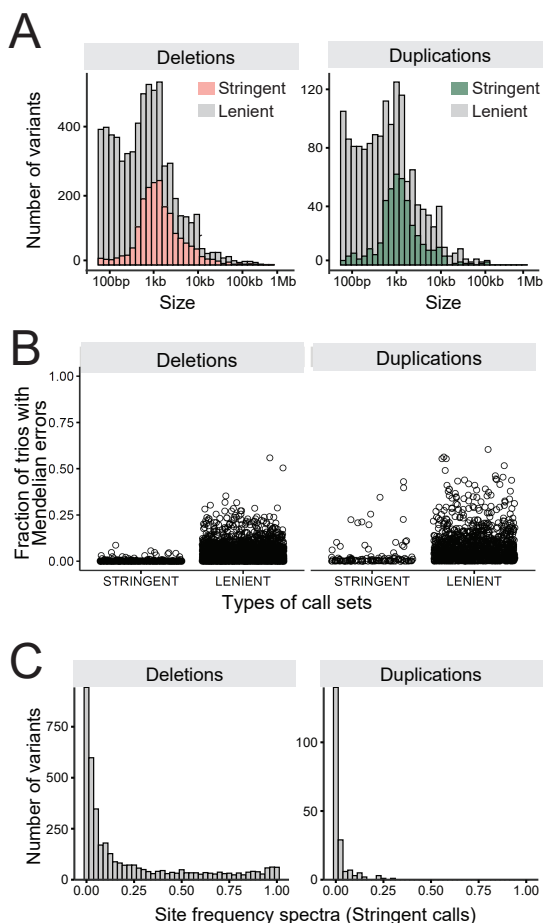 A
Deletions
Duplications
Number of variants
400
200
0
Stringent
Lenient
120
80
40
0
Stringent
Lenient
100bp 1kb 10kb 100kb 1Mb
100bp 1kb 10kb 100kb 1Mb
Size
Size
B
Deletions
Duplications
Fraction of trios with
Mendelian errors
1.00
0.75
0.50
0.25
0.00
STRINGENT LENIENT STRINGENT LENIENT
Types of call sets
C
Deletions
Duplications
Number of variants
750
500
250
0
100
50
0
0.00 0.25 0.50 0.75 1.00
0.00 0.25 0.50 0.75 1.00
Site frequency spectra (Stringent calls)